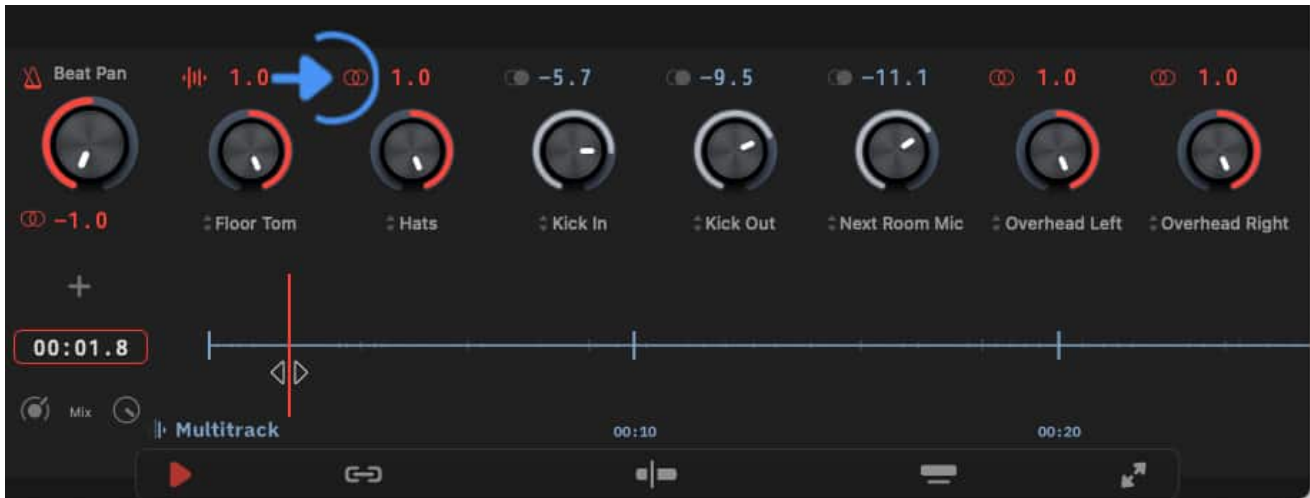 Beat Pan
1.0
1.0
-5.7
-9.5
-11.1
1.0
1.0
-1.0
Floor Tom
Hats
Kick In
Kick Out
Next Room Mic
Overhead Left
Overhead Right
00:01.8
Mix
Multitrack
00:10
00:20